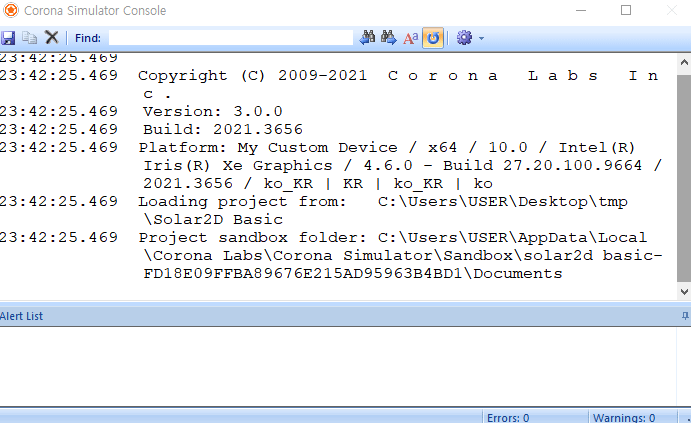 Corona Simulator Console
Find:
23:42:25.469
23:42:25.469 Copyright (C) 2009-2021 C o r o n a L a b s I n
c .
23:42:25.469 Version: 3.0.0
23:42:25.469 Build: 2021.3656
23:42:25.469 Platform: My Custom Device / x64 / 10.0 / Intel(R)
Iris(R) Xe Graphics / 4.6.0 - Build 27.20.100.9664 /
2021.3656 / ko_KR | KR | ko_KR | ko
23:42:25.469 Loading project from: C:\Users\USER\Desktop\tmp
\Solar2D Basic
23:42:25.469 Project sandbox folder: C:\Users\USER\AppData\Local
\Corona Labs\Corona Simulator\Sandbox\solar2d basic-
FD18E09FFBA89676E215AD95963B4BD1\Documents
Alert List
Errors: 0 Warnings: 0